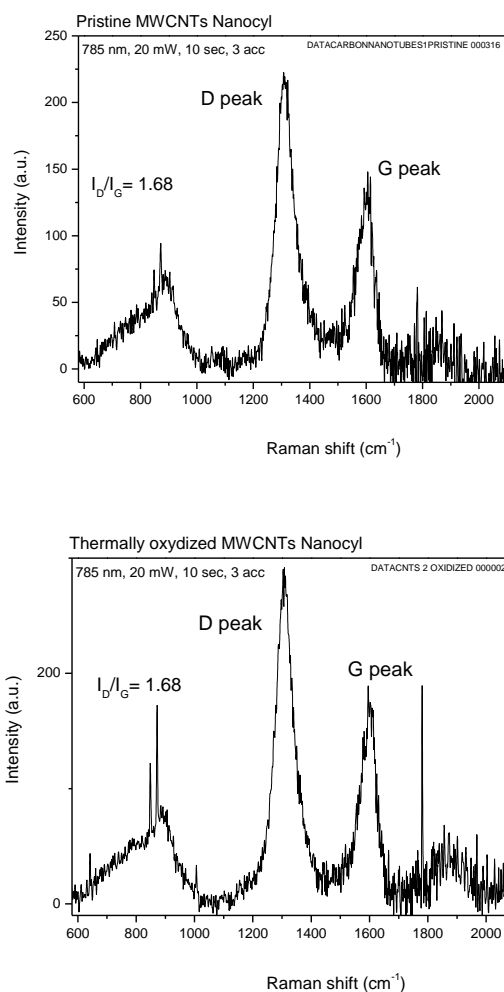 Pristine MWCNTs Nanocyl
785 nm, 20 mW, 10 sec, 3 acc
DATACARBONNANOTUBES1PRISTINE 000316
D peak
G peak
I_D/I_G= 1.68
Intensity (a.u.)
250
200
150
100
50
0
600 800 1000 1200 1400 1600 1800 2000
Raman shift (cm⁻¹)
Thermally oxydized MWCNTs Nanocyl
785 nm, 20 mW, 10 sec, 3 acc
DATACNTS 2 OXIDIZED 000002
D peak
G peak
I_D/I_G= 1.68
Intensity (a.u.)
200
0
600 800 1000 1200 1400 1600 1800 2000
Raman shift (cm⁻¹)